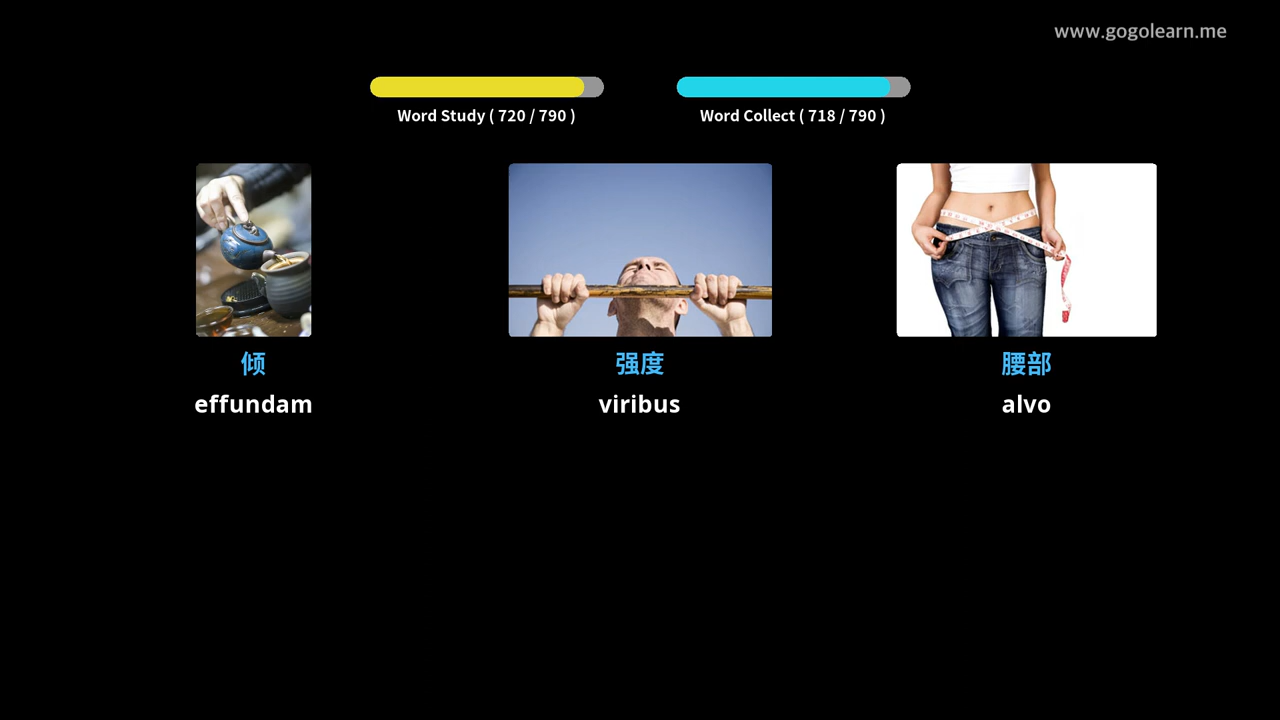 www.gogolearn.me
Word Study ( 720 / 790 )
Word Collect ( 718 / 790 )
倾
强度
腰部
effundam
viribus
alvo